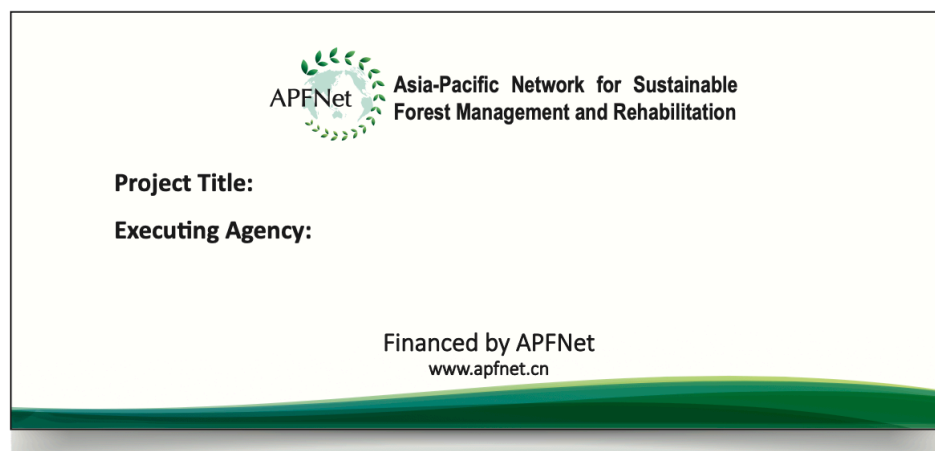 APFNet
Asia-Pacific Network for Sustainable
Forest Management and Rehabilitation
Project Title:
Executing Agency:
Financed by APFNet
www.apfnet.cn